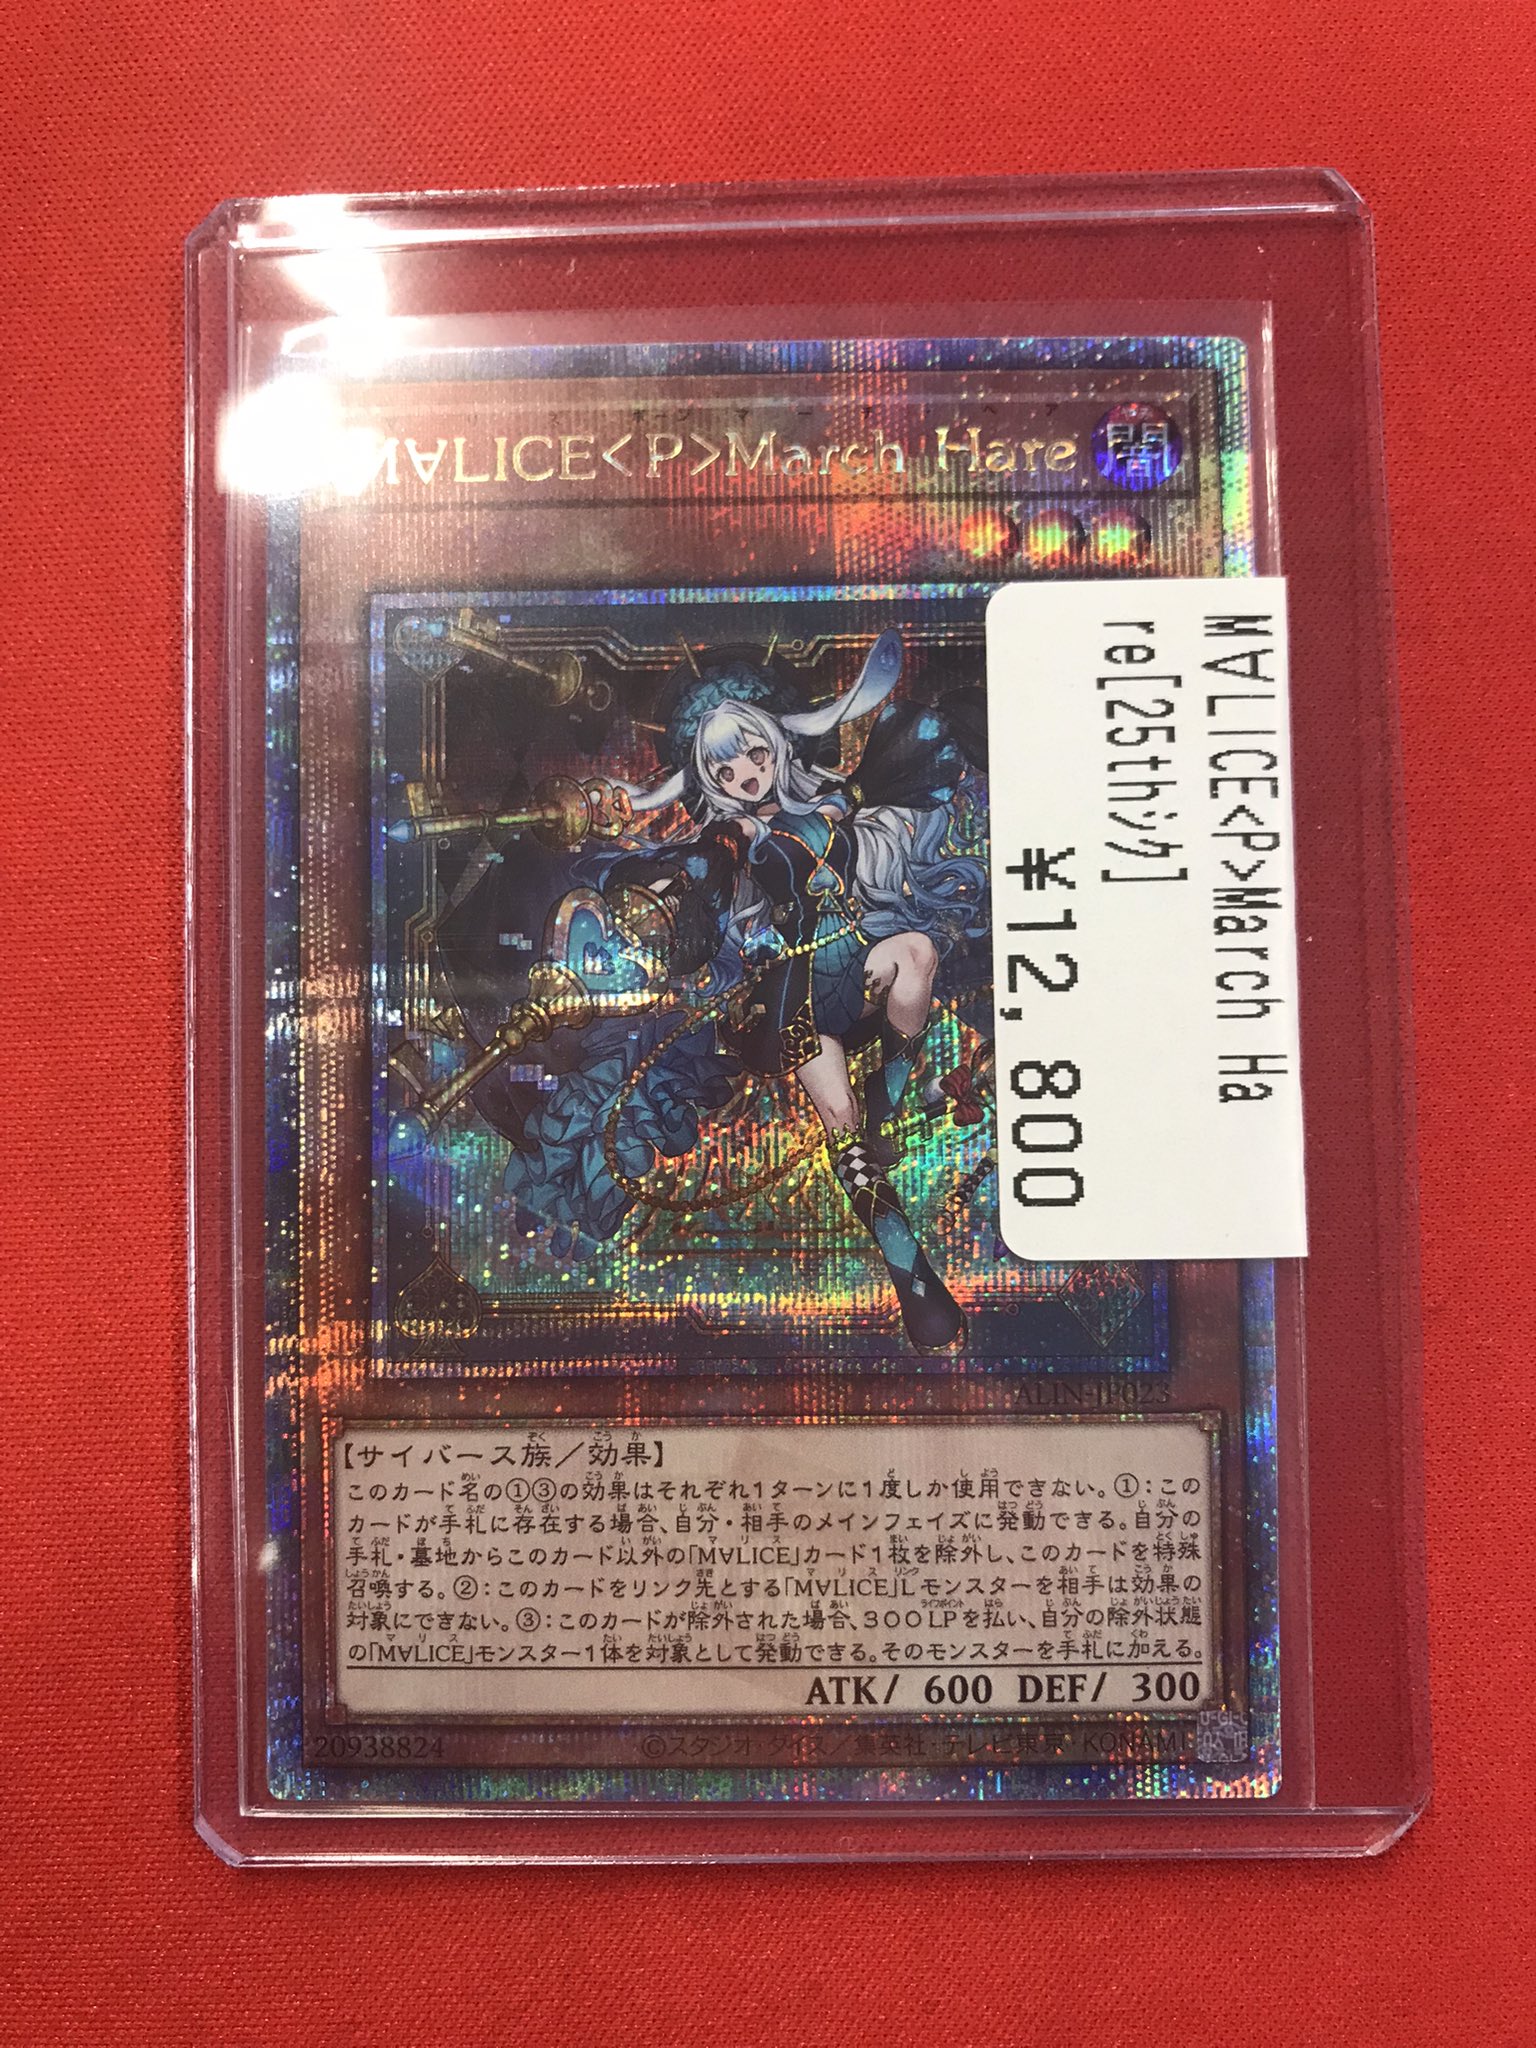 MⱯLICE<P>March Hare
闇
MⱯLICE<P>March Ha
re[25thシク]
¥12,800
ALIN-JP023
【サイバース族／効果】
このカード名の①③の効果はそれぞれ1ターンに1度しか使用できない。①：この
カードが手札に存在する場合、自分・相手のメインフェイズに発動できる。自分の
手札・墓地からこのカード以外の「MⱯLICE」カード1枚を除外し、このカードを特殊
召喚する。②：このカードをリンク先とする「MⱯLICE」Lモンスターを相手は効果の
対象にできない。③：このカードが除外された場合、300LPを払い、自分の除外状態
の「MⱯLICE」モンスター1体を対象として発動できる。そのモンスターを手札に加える。
ATK/ 600 DEF/ 300
20938824
©スタジオ・ダイス／集英社・テレビ東京・KONAMI